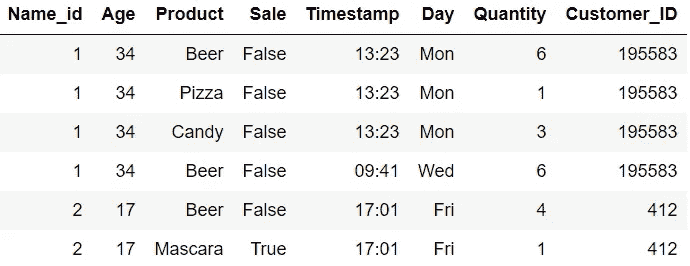 Name_id Age Product Sale Timestamp Day Quantity Customer_ID
1 34 Beer False 13:23 Mon 6 195583
1 34 Pizza False 13:23 Mon 1 195583
1 34 Candy False 13:23 Mon 3 195583
1 34 Beer False 09:41 Wed 6 195583
2 17 Beer False 17:01 Fri 4 412
2 17 Mascara True 17:01 Fri 1 412